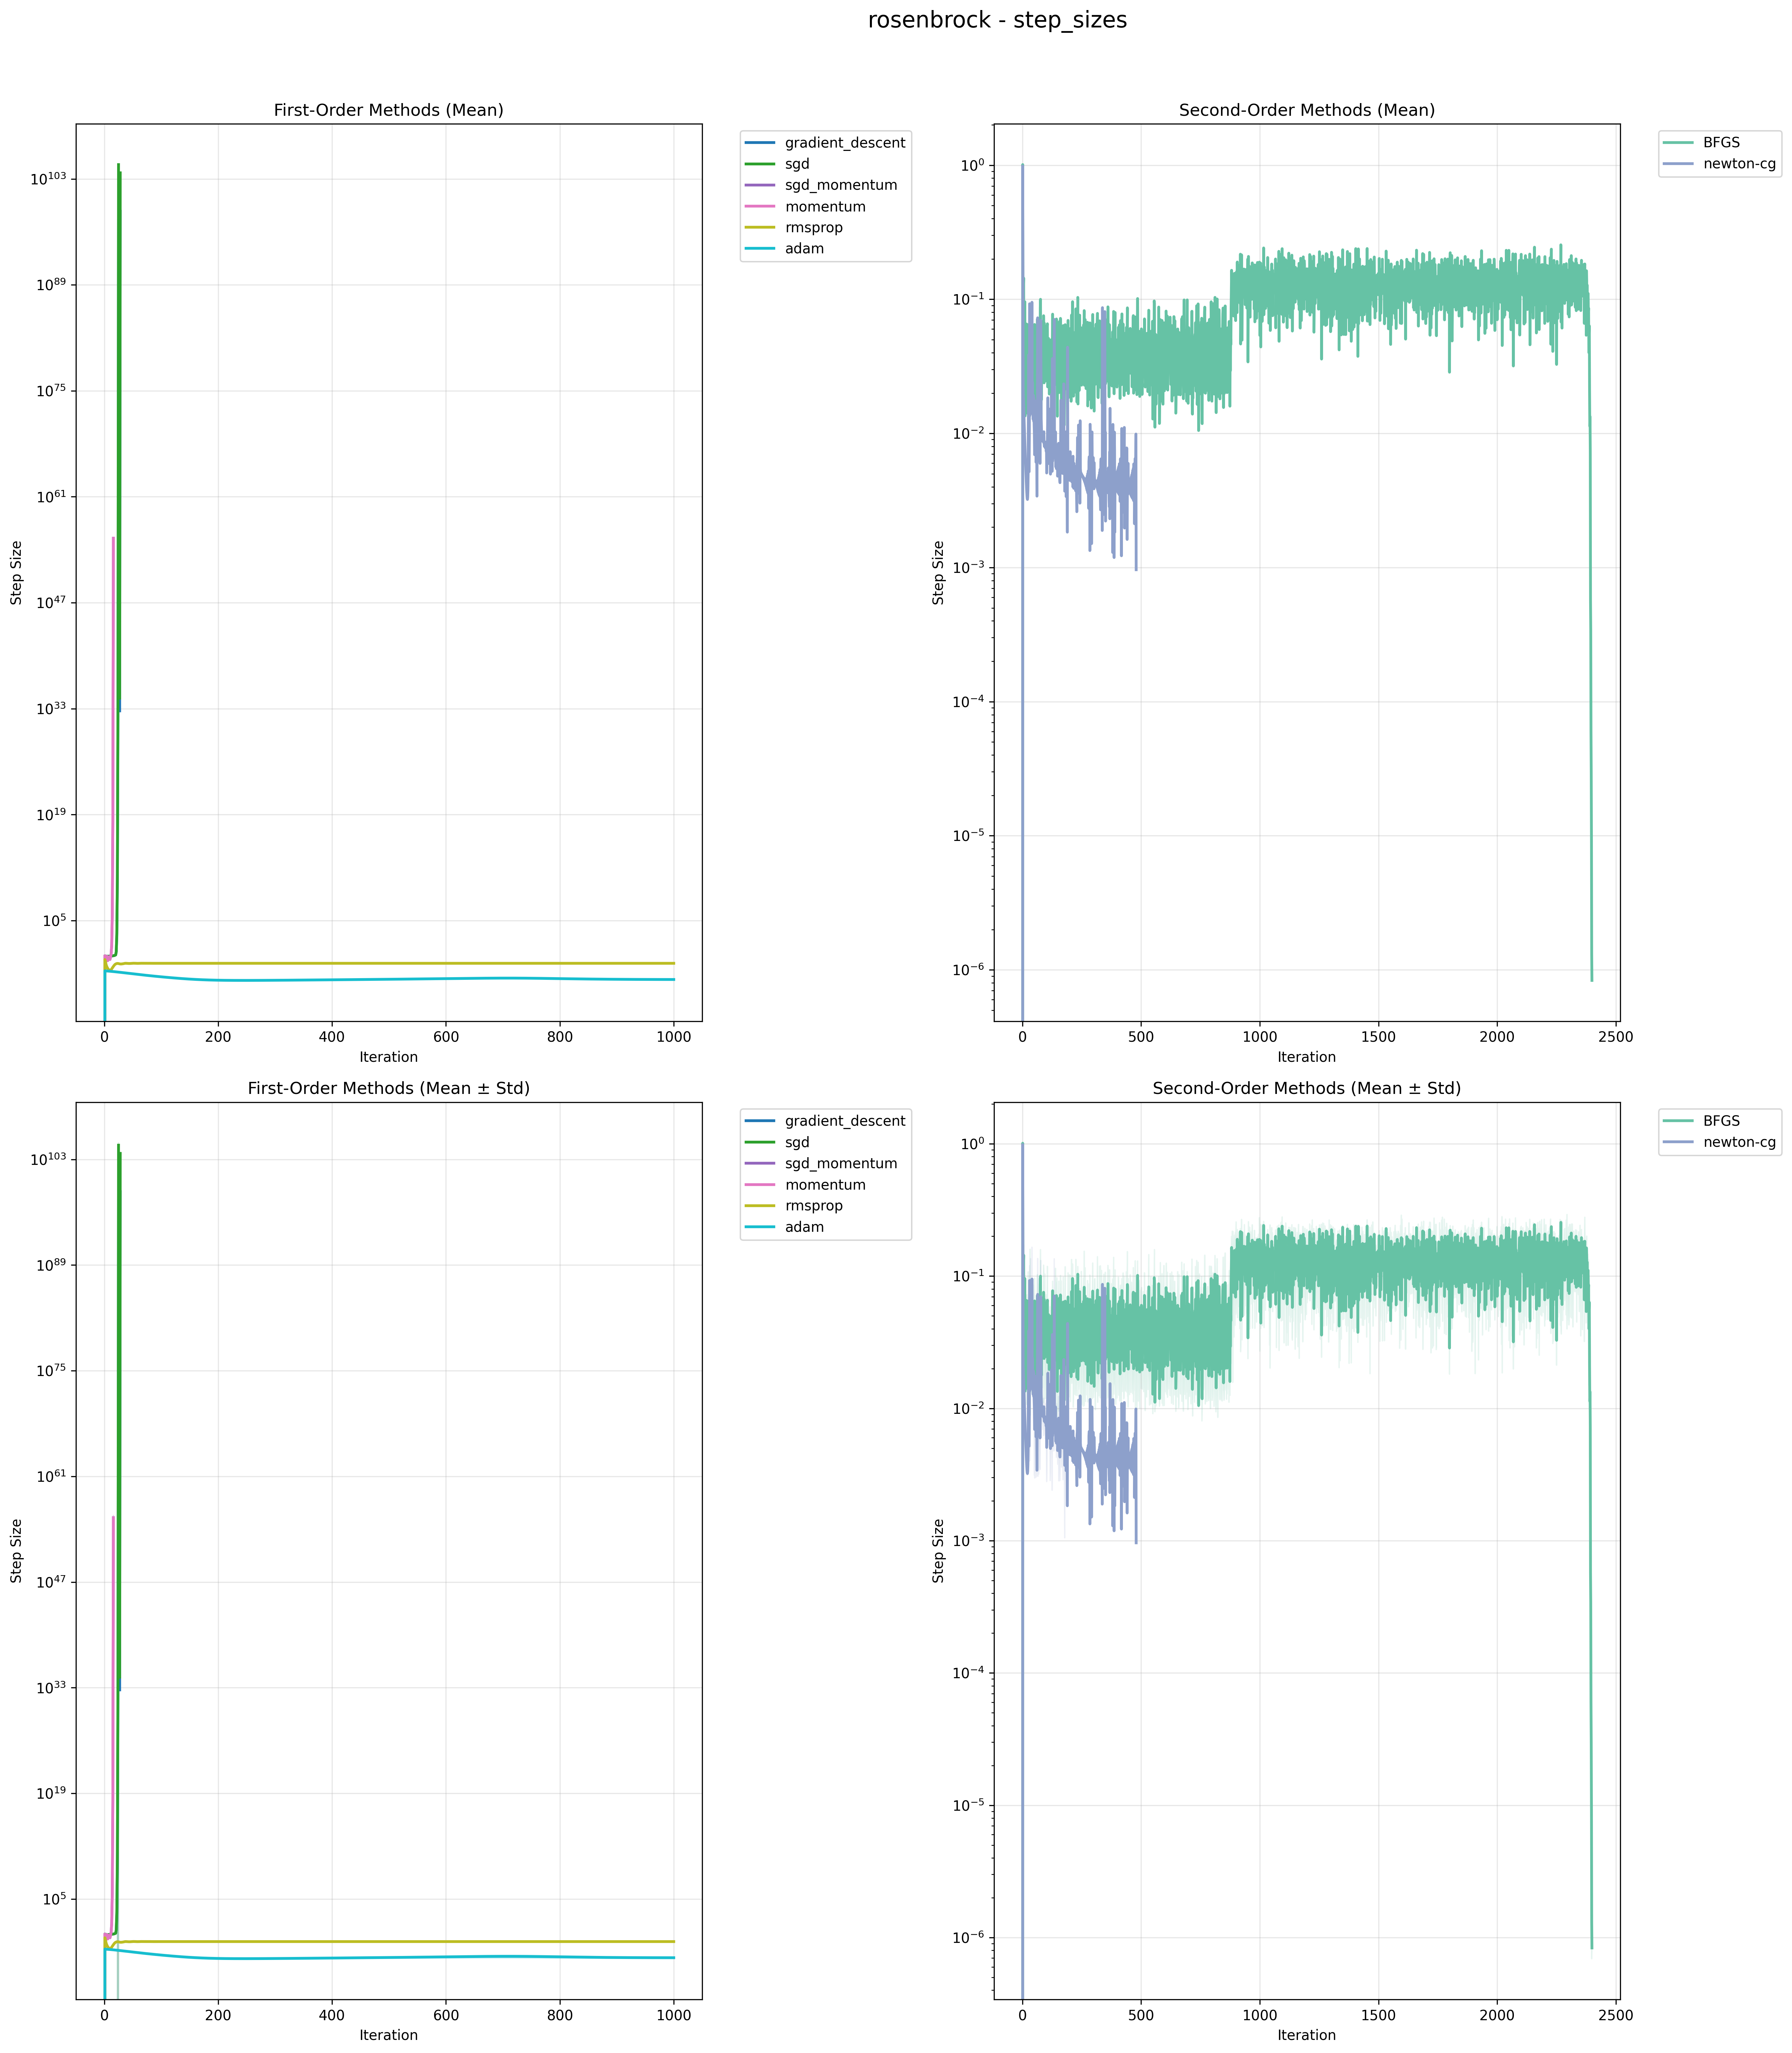 rosenbrock - step_sizes
First-Order Methods (Mean)
Step Size
10^103
10^89
10^75
10^61
10^47
10^33
10^19
10^5
0 200 400 600 800 1000
Iteration
gradient_descent
sgd
sgd_momentum
momentum
rmsprop
adam
Second-Order Methods (Mean)
Step Size
10^0
10^−1
10^−2
10^−3
10^−4
10^−5
10^−6
0 500 1000 1500 2000 2500
Iteration
BFGS
newton-cg
First-Order Methods (Mean ± Std)
Step Size
10^103
10^89
10^75
10^61
10^47
10^33
10^19
10^5
0 200 400 600 800 1000
Iteration
gradient_descent
sgd
sgd_momentum
momentum
rmsprop
adam
Second-Order Methods (Mean ± Std)
Step Size
10^0
10^−1
10^−2
10^−3
10^−4
10^−5
10^−6
0 500 1000 1500 2000 2500
Iteration
BFGS
newton-cg